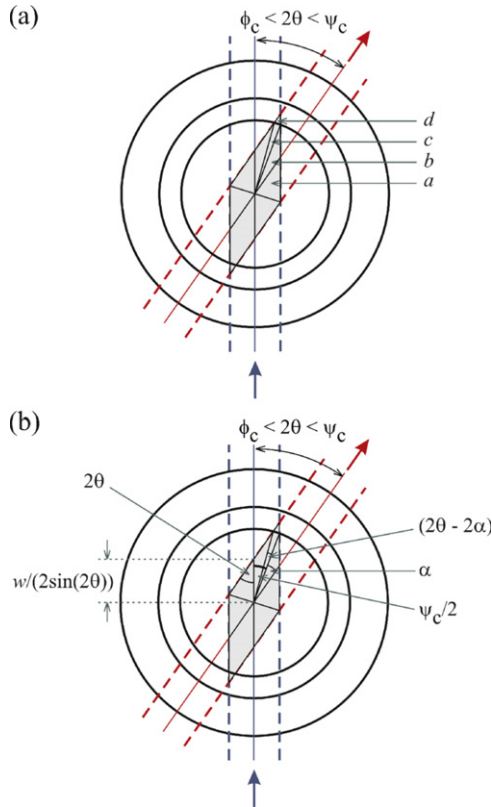 (a)
ϕc < 2θ < ψc
d
c
b
a
(b)
ϕc < 2θ < ψc
2θ
(2θ - 2α)
w/(2sin(2θ))
α
ψc/2